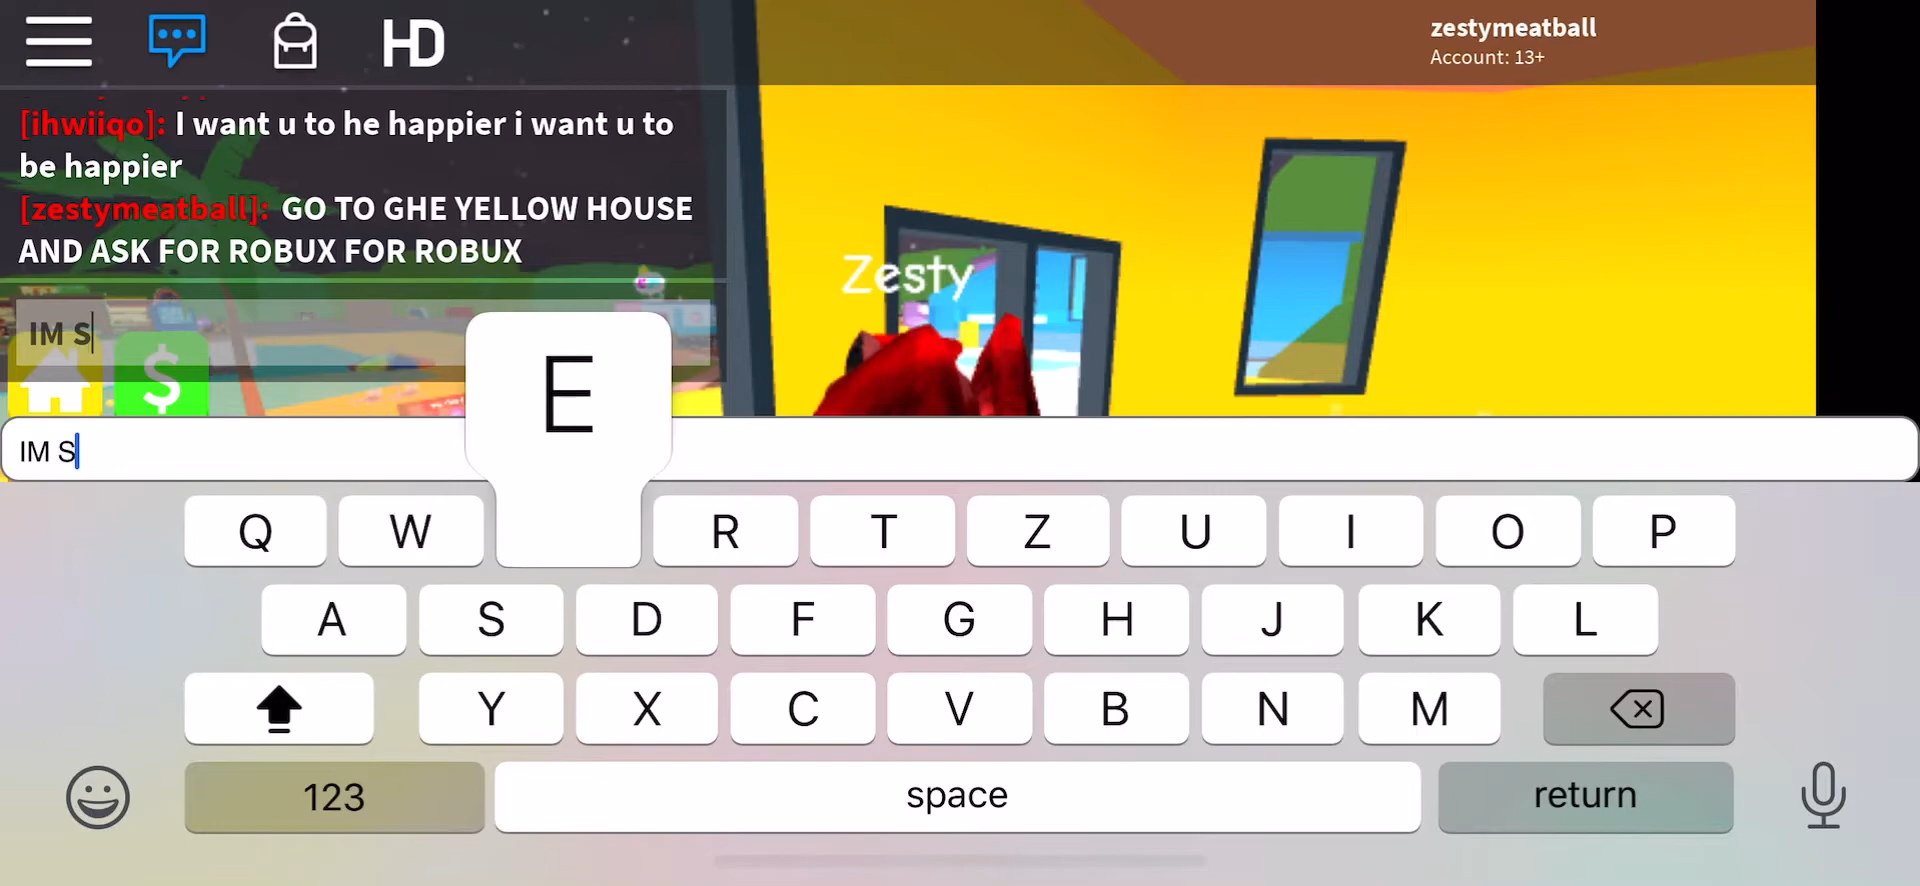 HD
zestymeatball
Account: 13+
[ihwiiqo]: I want u to he happier i want u to
be happier
[zestymeatball]: GO TO GHE YELLOW HOUSE
AND ASK FOR ROBUX FOR ROBUX
Zesty
IM S
$
E
IM S
Q W R T Z U I O P
A S D F G H J K L
Y X C V B N M
123 space return